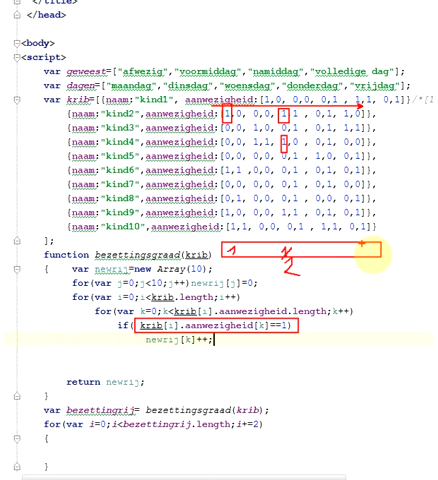 </title>
</head>
<body>
<script>
var geweest=["afwezig","voormiddag","namiddag","volledige dag"];
var dagen=["maandag","dinsdag","woensdag","donderdag","vrijdag"];
var krib=[{naam:"kind1", aanwezigheid:[1,0, 0,0, 0,1 , 1,1, 0,1]}/*[1
{naam:"kind2",aanwezigheid:[1,0, 0,0, 1,1 , 0,1, 1,0]},
{naam:"kind3",aanwezigheid:[0,0, 1,0, 0,1 , 0,1, 1,1]},
{naam:"kind4",aanwezigheid:[0,0, 1,1, 1,0 , 0,1, 0,1]},
{naam:"kind5",aanwezigheid:[0,0, 0,0, 0,1 , 1,0, 0,1]},
{naam:"kind6",aanwezigheid:[1,1 ,0,0, 0,1 , 0,1, 0,1]},
{naam:"kind7",aanwezigheid:[0,0, 0,0, 0,1 , 0,1, 0,1]},
{naam:"kind8",aanwezigheid:[0,0, 0,0, 0,1 , 0,1, 0,1]},
{naam:"kind9",aanwezigheid:[1,0, 0,0, 1,1 , 0,1, 0,1]},
{naam:"kind10",aanwezigheid:[1,1, 0,0, 0,1 , 1,1, 0,1]}
];
function bezettingsgraad(krib) 1
{ var newrij=new Array(10); 2
for(var j=0;j<10;j++)newrij[j]=0;
for(var i=0;i<krib.length;i++)
for(var k=0;k<krib[i].aanwezigheid.length;k++)
if( krib[i].aanwezigheid[k]==1)
newrij[k]++;
return newrij;
}
var bezettingrij= bezettingsgraad(krib);
for(var i=0;i<bezettingrij.length;i+=2)
{
}